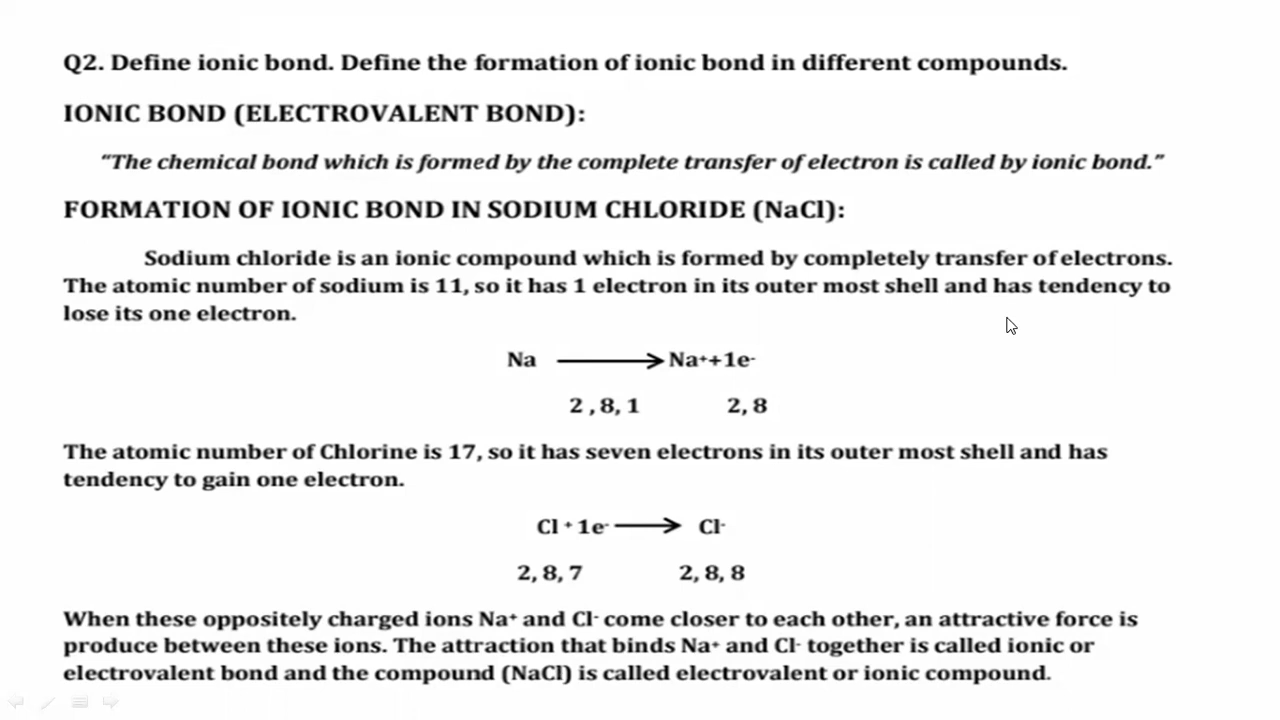 Q2. Define ionic bond. Define the formation of ionic bond in different compounds.
IONIC BOND (ELECTROVALENT BOND):
“The chemical bond which is formed by the complete transfer of electron is called by ionic bond.”
FORMATION OF IONIC BOND IN SODIUM CHLORIDE (NaCl):
Sodium chloride is an ionic compound which is formed by completely transfer of electrons.
The atomic number of sodium is 11, so it has 1 electron in its outer most shell and has tendency to
lose its one electron.
Na ⟶ Na⁺+1e⁻
2 , 8, 1 2, 8
The atomic number of Chlorine is 17, so it has seven electrons in its outer most shell and has
tendency to gain one electron.
Cl ⁺ 1e⁻ ⟶ Cl⁻
2, 8, 7 2, 8, 8
When these oppositely charged ions Na⁺ and Cl⁻ come closer to each other, an attractive force is
produce between these ions. The attraction that binds Na⁺ and Cl⁻ together is called ionic or
electrovalent bond and the compound (NaCl) is called electrovalent or ionic compound.